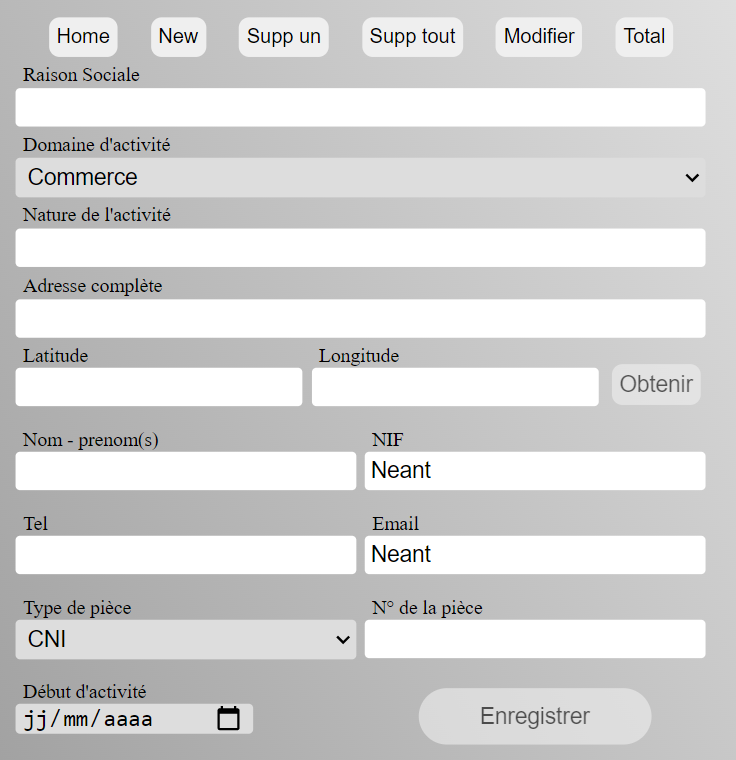 Home New Supp un Supp tout Modifier Total
Raison Sociale
Domaine d'activité
Commerce
Nature de l'activité
Adresse complète
Latitude Longitude
Obtenir
Nom - prenom(s) NIF
Neant
Tel Email
Neant
Type de pièce N° de la pièce
CNI
Début d'activité
jj/mm/aaaa
Enregistrer